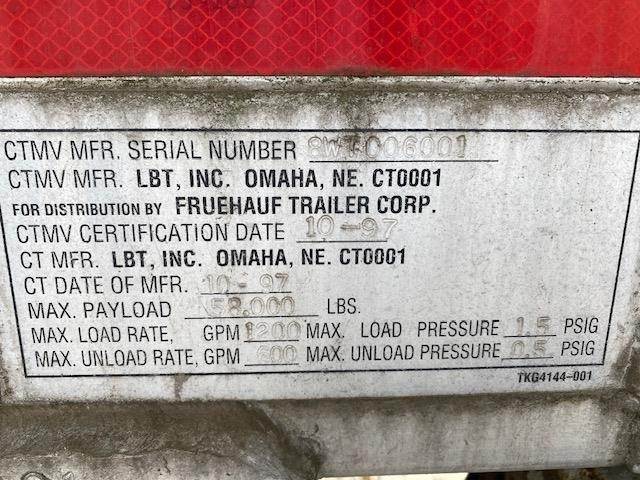 CTMV MFR. SERIAL NUMBER 8WT006001
CTMV MFR. LBT, INC. OMAHA, NE. CT0001
FOR DISTRIBUTION BY FRUEHAUF TRAILER CORP.
CTMV CERTIFICATION DATE 10-97
CT MFR. LBT, INC. OMAHA, NE. CT0001
CT DATE OF MFR. 10-97
MAX. PAYLOAD 58,000 LBS.
MAX. LOAD RATE, GPM 1200 MAX. LOAD PRESSURE 1.5 PSIG
MAX. UNLOAD RATE, GPM 600 MAX. UNLOAD PRESSURE 0.5 PSIG
TKG4144-001